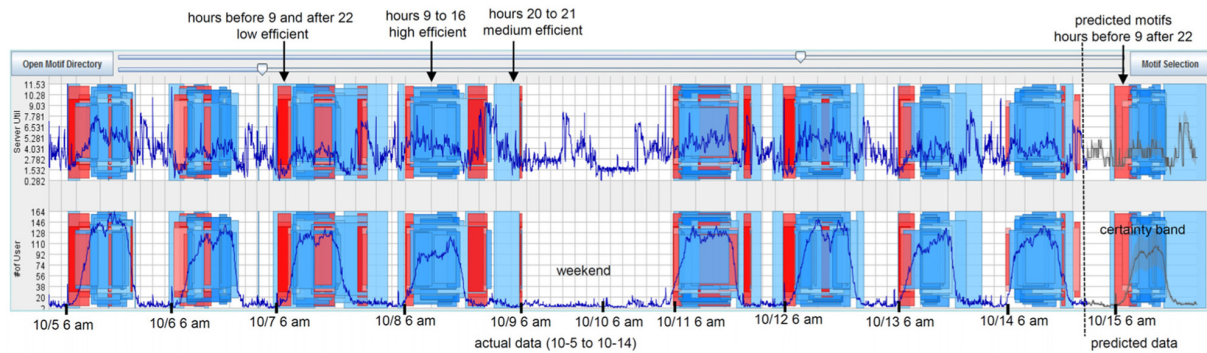 hours before 9 and after 22
low efficient
hours 9 to 16
high efficient
hours 20 to 21
medium efficient
predicted motifs
hours before 9 after 22
Open Motif Directory
Motif Selection
Server Util
11.53
10.28
9.03
7.781
6.531
5.281
4.031
2.782
1.532
0.282
#of User
164
146
128
110
92
74
56
38
20
2
weekend
certainty band
10/5 6 am
10/6 6 am
10/7 6 am
10/8 6 am
10/9 6 am
10/10 6 am
10/11 6 am
10/12 6 am
10/13 6 am
10/14 6 am
10/15 6 am
actual data (10-5 to 10-14)
predicted data